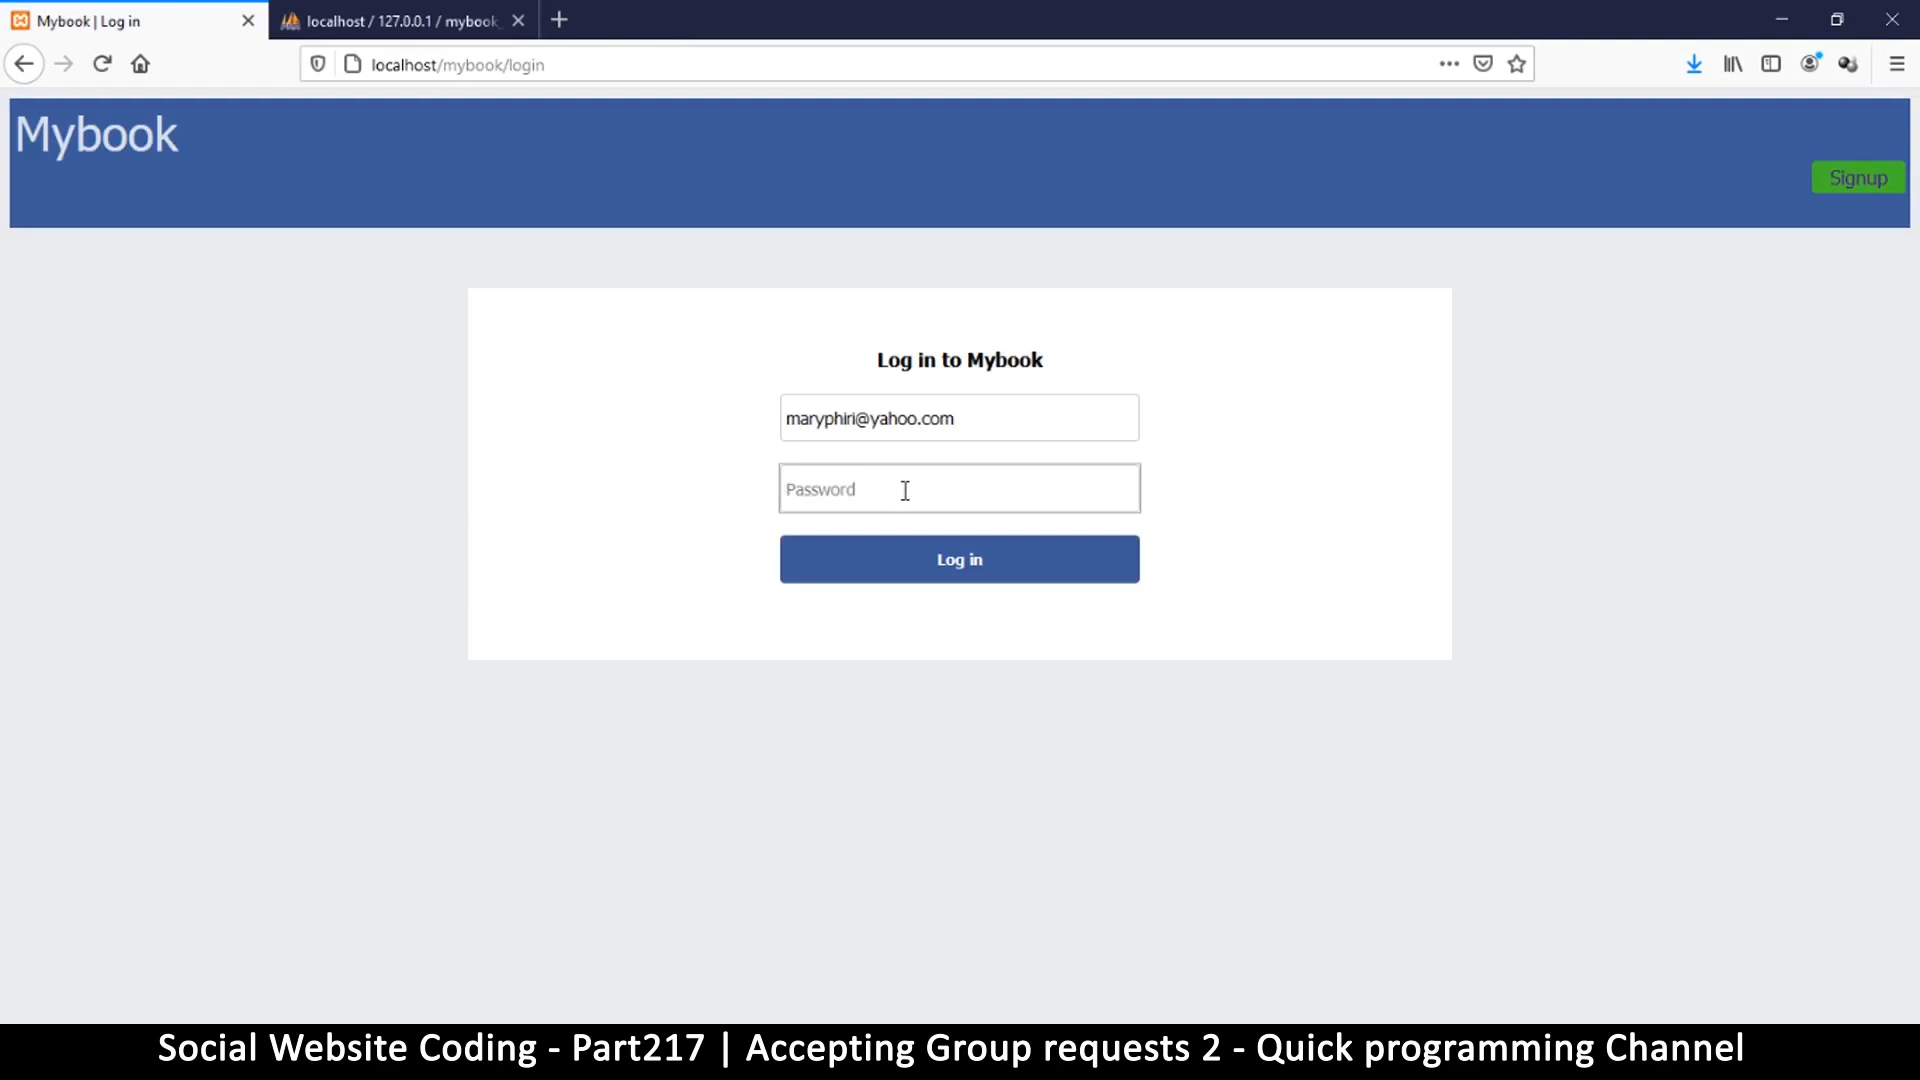 Mybook | Log in
localhost / 127.0.0.1 / mybook
localhost/mybook/login
Mybook
Signup
Log in to Mybook
maryphiri@yahoo.com
Password
Log in
Social Website Coding - Part217 | Accepting Group requests 2 - Quick programming Channel